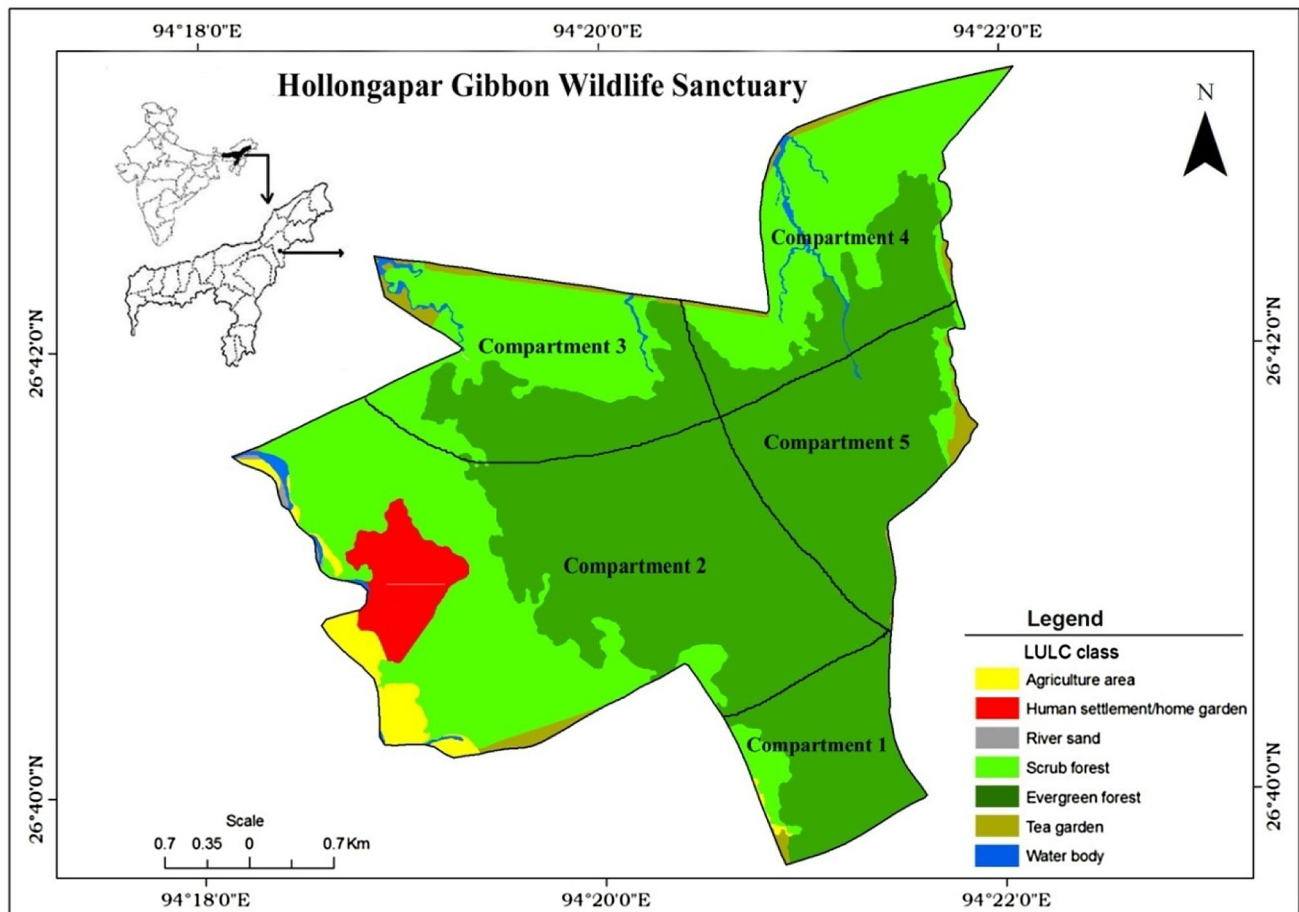 94°18'0"E 94°20'0"E 94°22'0"E
Hollongapar Gibbon Wildlife Sanctuary
N
Compartment 4
26°42'0"N
Compartment 3
26°42'0"N
Compartment 5
Compartment 2
Compartment 1
26°40'0"N
26°40'0"N
Legend
LULC class
Agriculture area
Human settlement/home garden
River sand
Scrub forest
Evergreen forest
Tea garden
Water body
Scale
0.7 0.35 0 0.7 Km
94°18'0"E 94°20'0"E 94°22'0"E